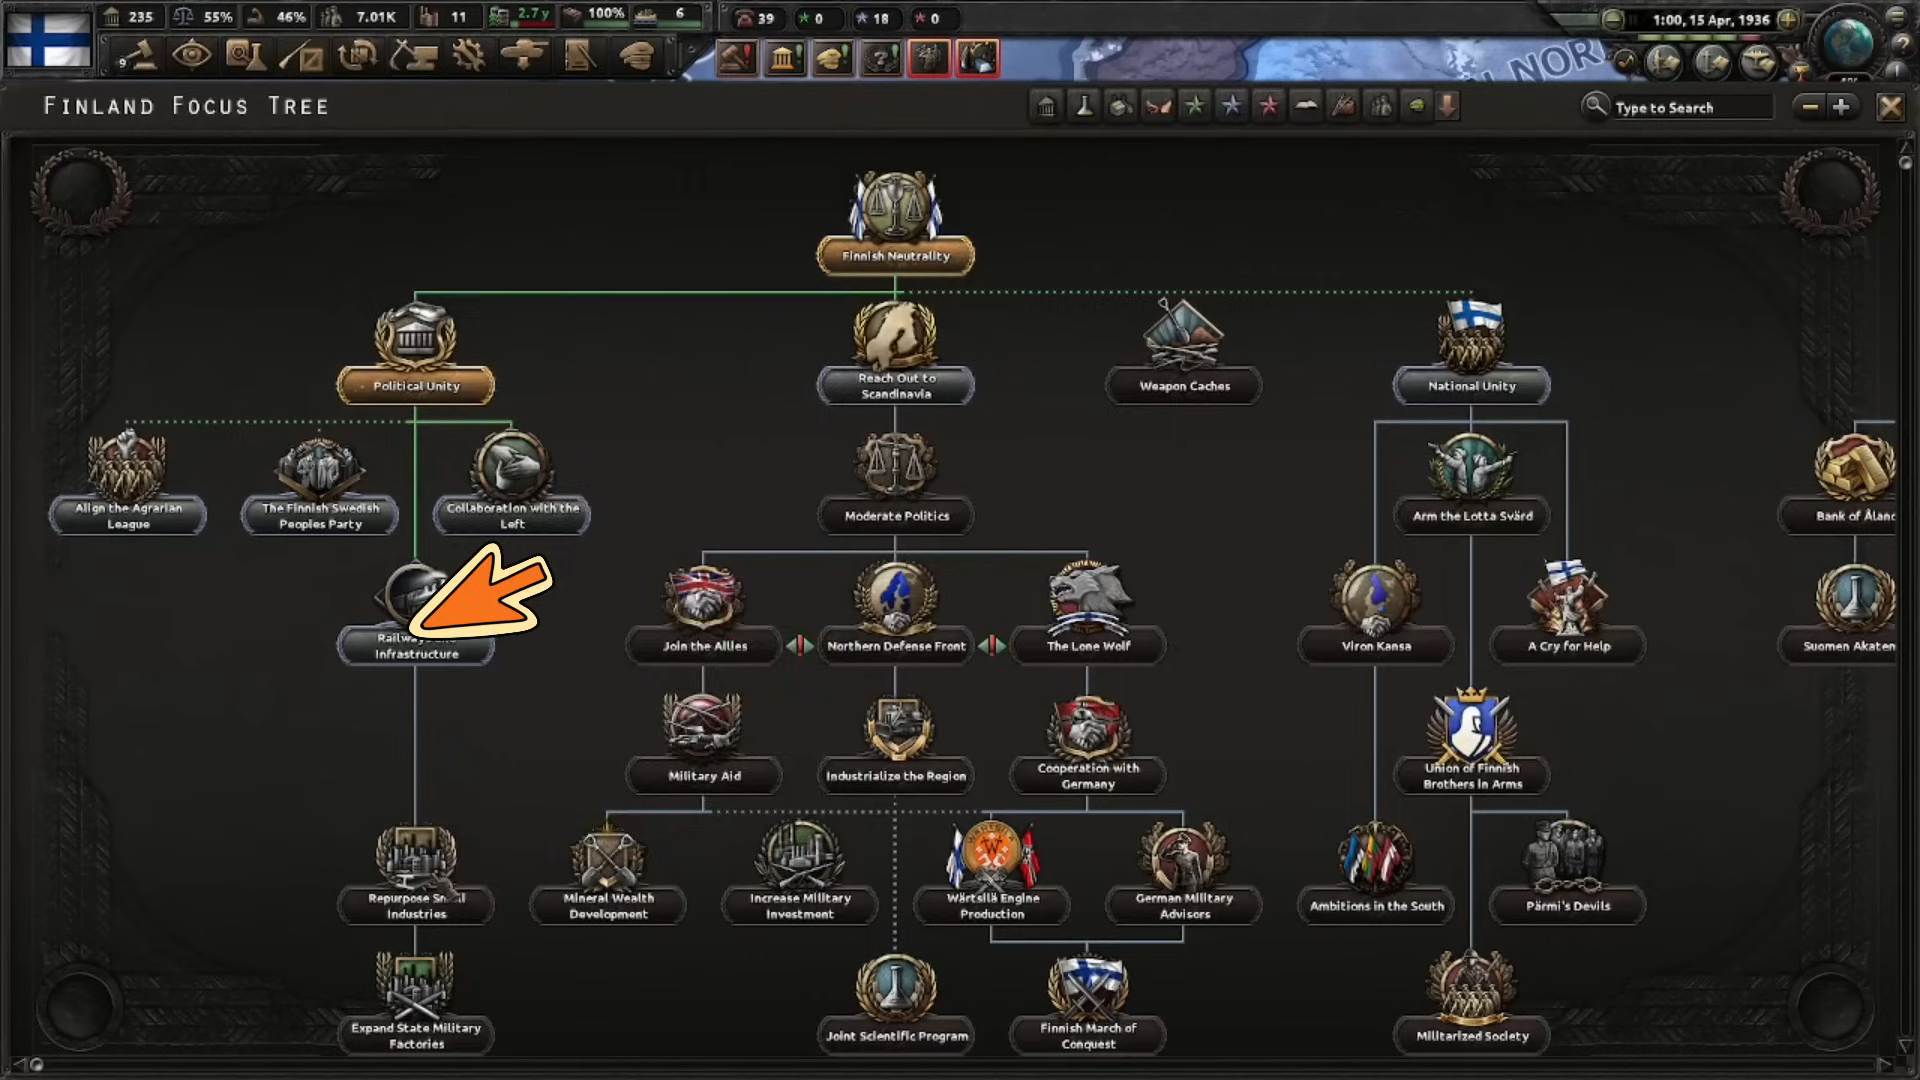 235 55% 46% 7.01K 11 2.7 y 100% 6 39 0 18 0 1:00, 15 Apr, 1936
9
NOR
FINLAND FOCUS TREE
Type to Search
Finnish Neutrality
Political Unity
Reach Out to
Scandinavia
Weapon Caches
National Unity
Align the Agrarian
League
The Finnish Swedish
Peoples Party
Collaboration with the
Left
Moderate Politics
Arm the Lotta Svärd
Bank of Åland
Infrastructure
Join the Allies
Northern Defense Front
The Lone Wolf
Viron Kansa
A Cry for Help
Suomen Akatem
Military Aid
Industrialize the Region
Cooperation with
Germany
Union of Finnish
Brothers in Arms
Repurpose Small
Industries
Mineral Wealth
Development
Increase Military
Investment
Wärtsilä Engine
Production
German Military
Advisors
Ambitions in the South
Pärmi's Devils
Expand State Military
Factories
Joint Scientific Program
Finnish March of
Conquest
Militarized Society